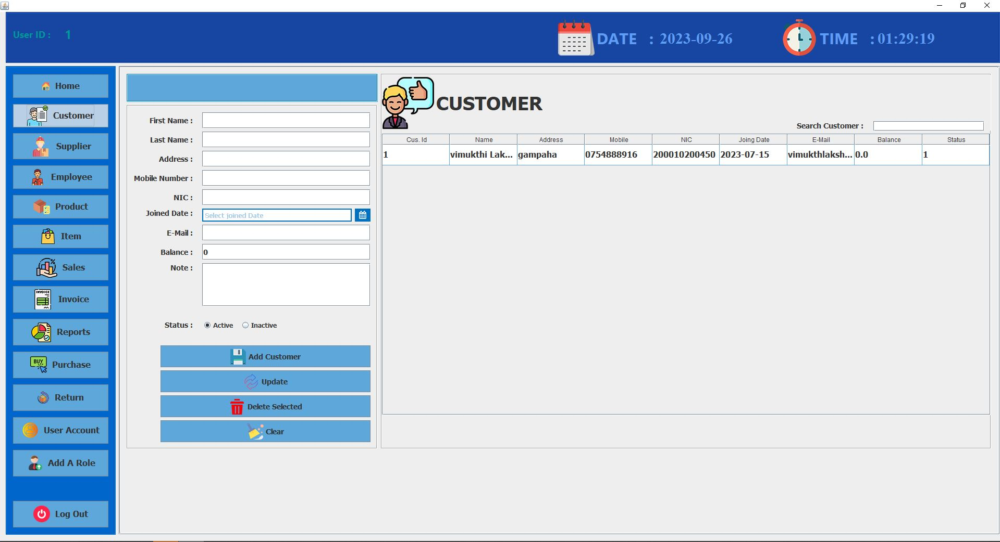 User ID : 1
DATE : 2023-09-26
TIME : 01:29:19
Home
Customer
Supplier
Employee
Product
Item
Sales
INVOICE
Invoice
Reports
BUY
Purchase
Return
User Account
Add A Role
Log Out
First Name :
Last Name :
Address :
Mobile Number :
NIC :
Joined Date : Select joined Date
E-Mail :
Balance : 0
Note :
Status : Active Inactive
Add Customer
Update
Delete Selected
Clear
CUSTOMER
Search Customer :
Cus. Id Name Address Mobile NIC Joing Date E-Mail Balance Status
1 vimukthi Lak... gampaha 0754888916 200010200450 2023-07-15 vimukthlaksh... 0.0 1